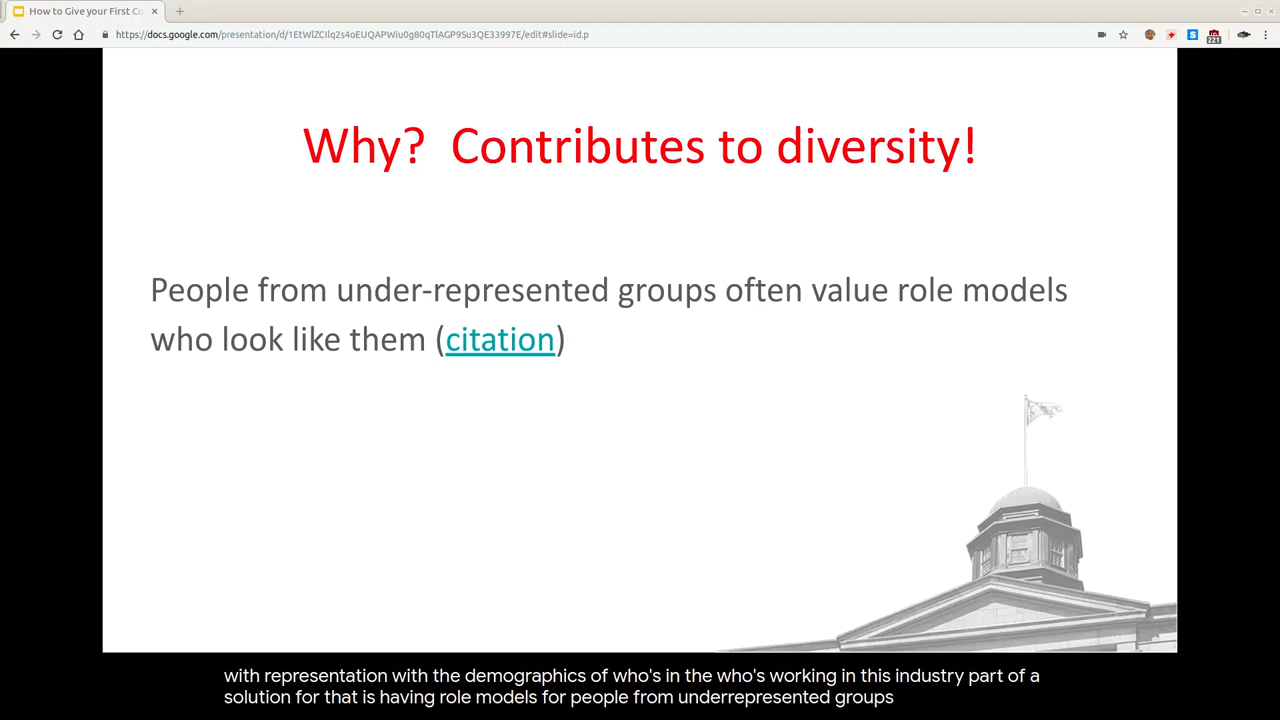 How to Give your First Co
https://docs.google.com/presentation/d/1EtWlZCIlq2s4oEUQAPWiu0g80qTlAGP9Su3QE33997E/edit#slide=id.p
221
Why? Contributes to diversity!
People from under-represented groups often value role models
who look like them (citation)
with representation with the demographics of who's in the who's working in this industry part of a
solution for that is having role models for people from underrepresented groups